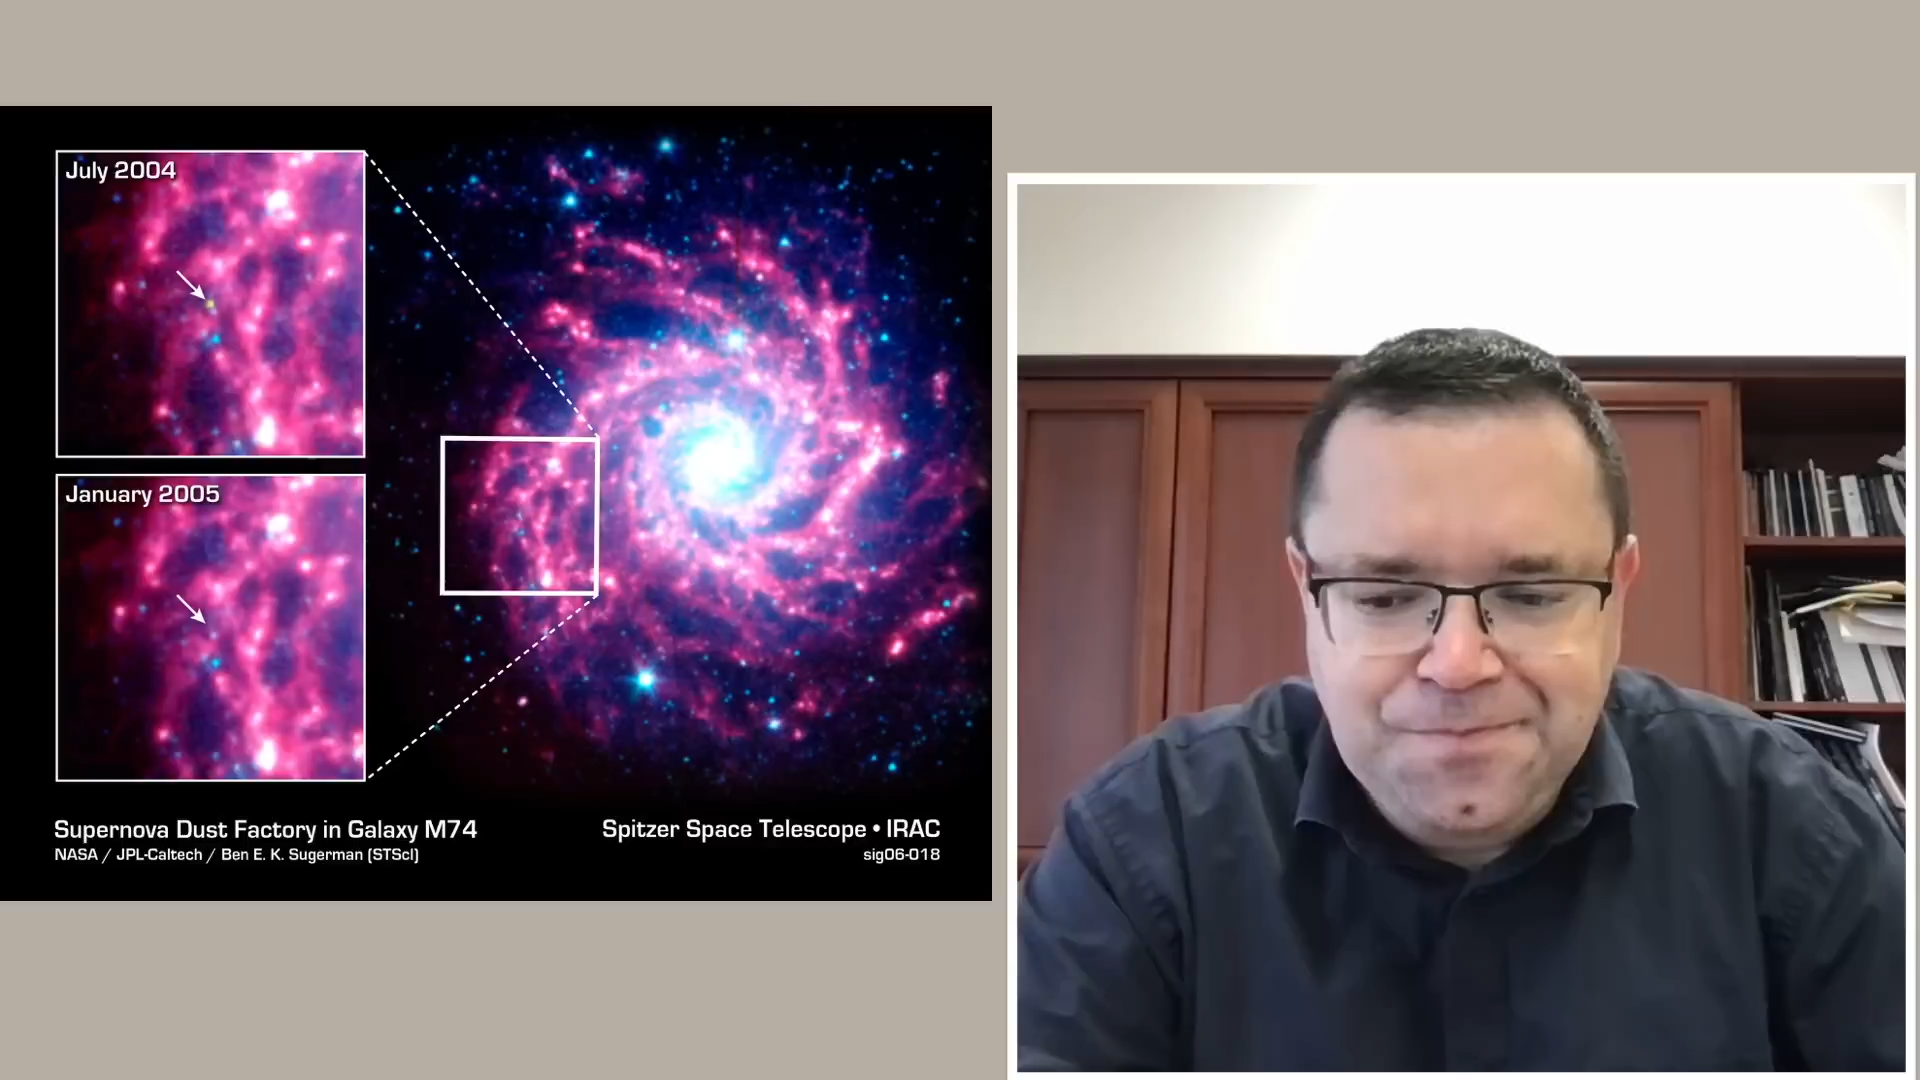 July 2004
January 2005
Supernova Dust Factory in Galaxy M74
NASA / JPL-Caltech / Ben E. K. Sugerman (STScI)
Spitzer Space Telescope • IRAC
sig06-018